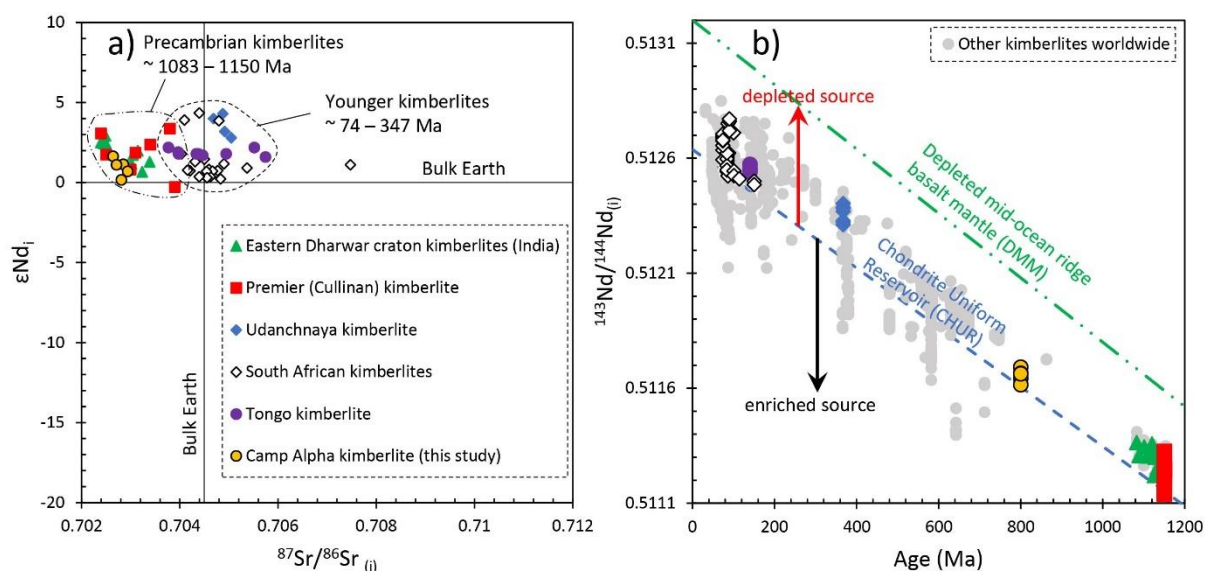 a)
Precambrian kimberlites
~ 1083 – 1150 Ma
Younger kimberlites
~ 74 – 347 Ma
Bulk Earth
Bulk Earth
Eastern Dharwar craton kimberlites (India)
Premier (Cullinan) kimberlite
Udanchnaya kimberlite
South African kimberlites
Tongo kimberlite
Camp Alpha kimberlite (this study)
εNdᵢ
10
5
0
-5
-10
-15
-20
0.702
0.704
0.706
0.708
0.71
0.712
⁸⁷Sr/⁸⁶Sr (i)
b)
Other kimberlites worldwide
depleted source
Depleted mid-ocean ridge
basalt mantle (DMM)
Chondrite Uniform
Reservoir (CHUR)
enriched source
¹⁴³Nd/¹⁴⁴Nd(i)
0.5131
0.5126
0.5121
0.5116
0.5111
0
200
400
600
800
1000
1200
Age (Ma)